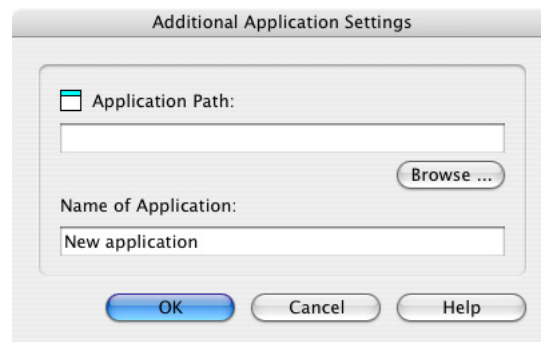 Additional Application Settings
Application Path:
Browse ...
Name of Application:
New application
OK Cancel Help